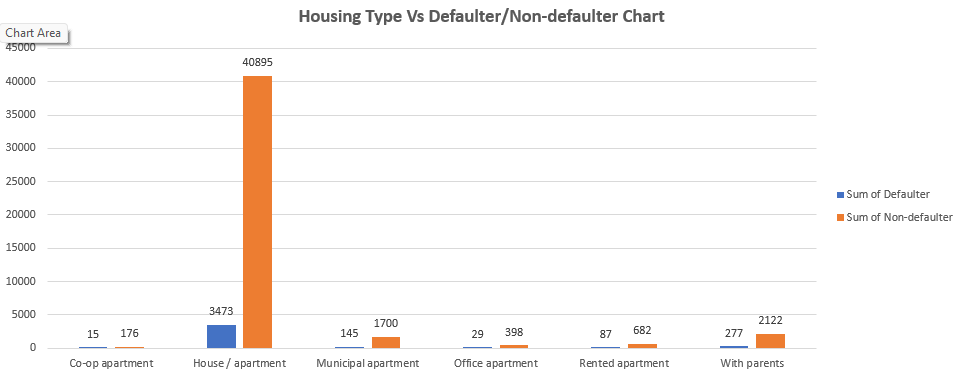 Housing Type Vs Defaulter/Non-defaulter Chart
Chart Area
45000
40000
35000
30000
25000
20000
15000
10000
5000
0
15
176
3473
40895
145
1700
29
398
87
682
277
2122
Co-op apartment
House / apartment
Municipal apartment
Office apartment
Rented apartment
With parents
Sum of Defaulter
Sum of Non-defaulter